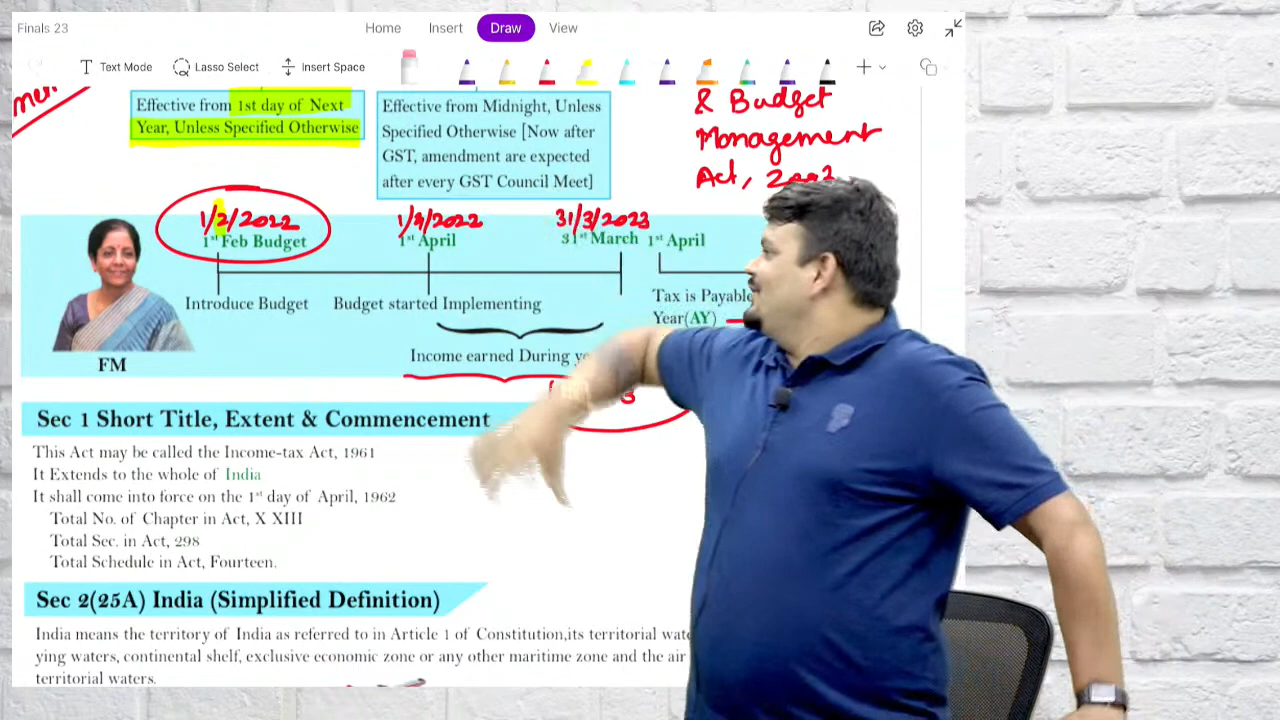 Finals 23
Home Insert Draw View
Text Mode Lasso Select Insert Space
Effective from 1st day of Next
Year, Unless Specified Otherwise
Effective from Midnight, Unless
Specified Otherwise [Now after
GST, amendment are expected
after every GST Council Meet]
& Budget
Management
Act,
1/2/2022 1/4/2022 31/3/2023
1st Feb Budget 1st April 31st March 1st April
Introduce Budget Budget started Implementing
Tax is Payable
Year(AY)
FM
Income earned During
Sec 1 Short Title, Extent & Commencement
This Act may be called the Income-tax Act, 1961
It Extends to the whole of India
It shall come into force on the 1st day of April, 1962
Total No. of Chapter in Act, X XIII
Total Sec. in Act, 298
Total Schedule in Act, Fourteen.
Sec 2(25A) India (Simplified Definition)
India means the territory of India as referred to in Article 1 of Constitution,its territorial
ying waters, continental shelf, exclusive economic zone or any other maritime zone and the air
territorial waters.